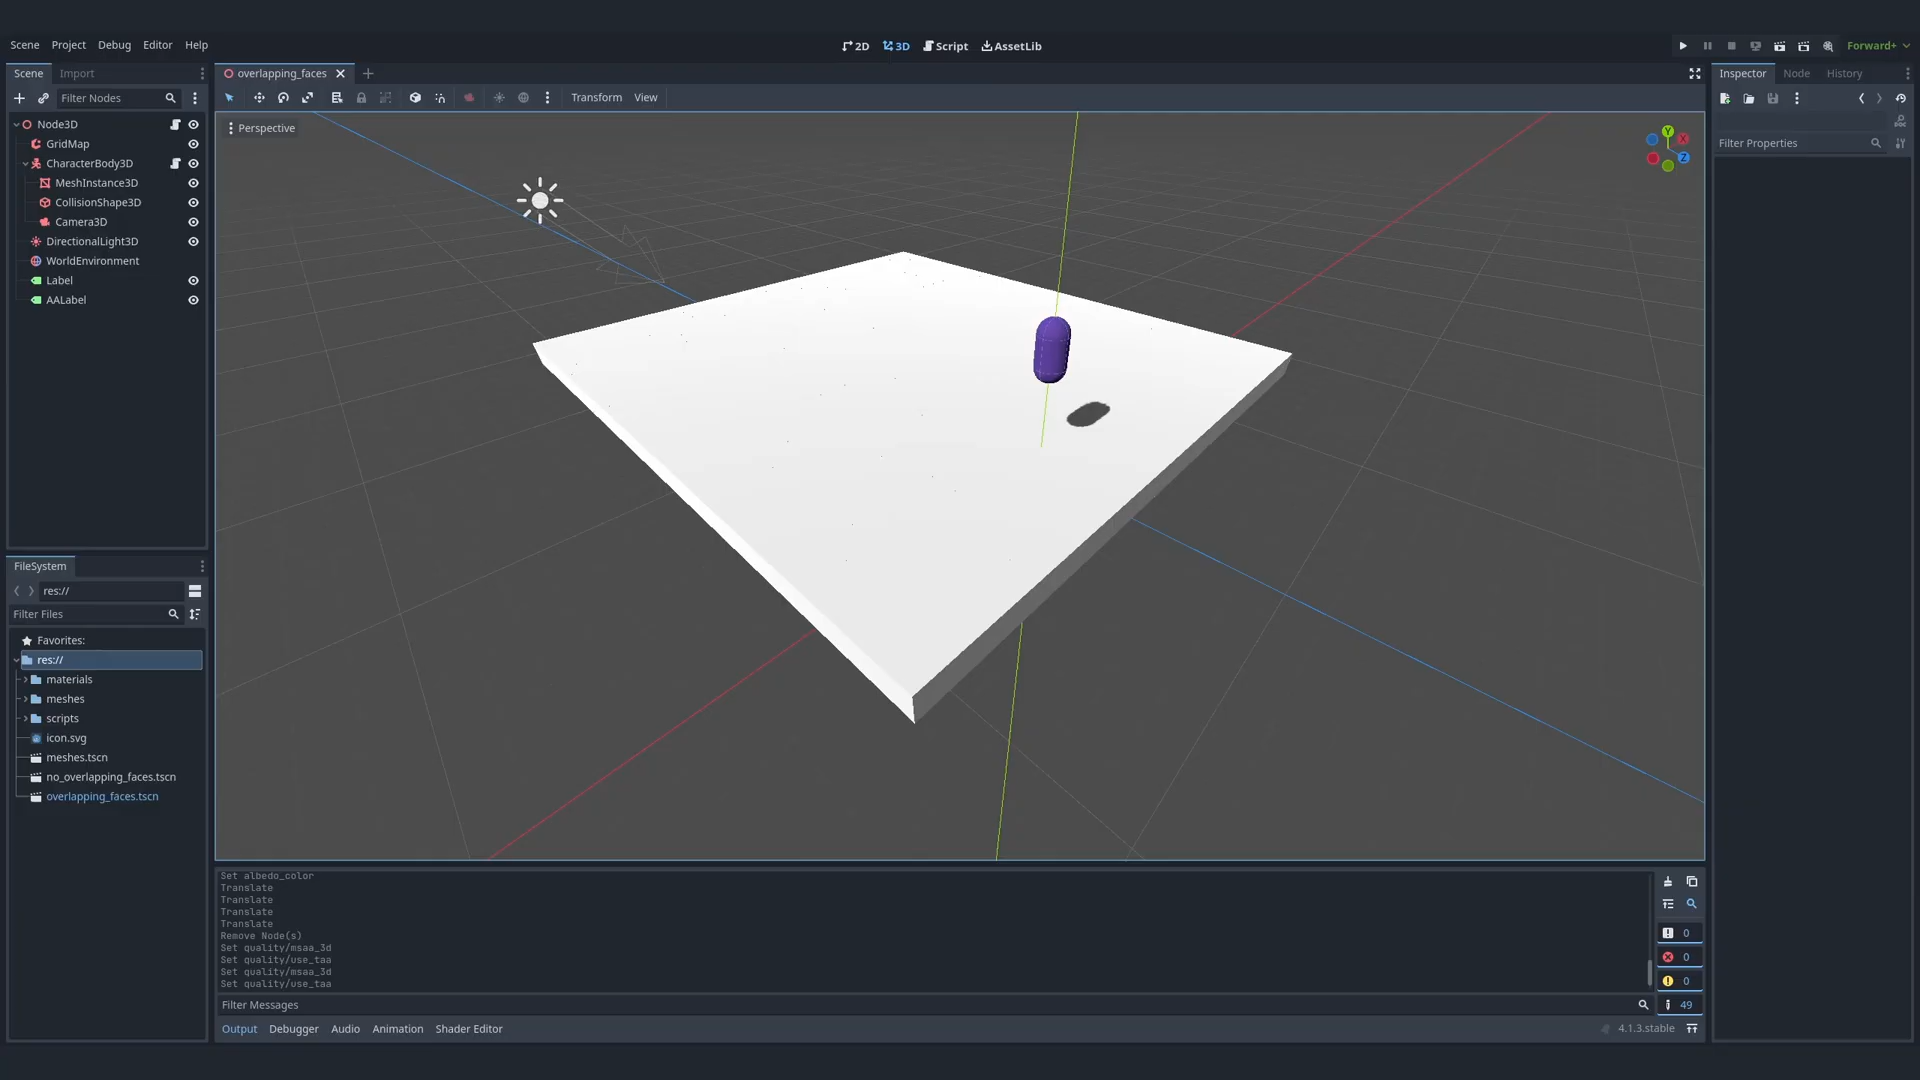 Scene Project Debug Editor Help
2D 3D Script AssetLib
Forward+
Scene Import
Filter Nodes
Node3D
GridMap
CharacterBody3D
MeshInstance3D
CollisionShape3D
Camera3D
DirectionalLight3D
WorldEnvironment
Label
AALabel
FileSystem
res://
Filter Files
Favorites:
res://
materials
meshes
scripts
icon.svg
meshes.tscn
no_overlapping_faces.tscn
overlapping_faces.tscn
overlapping_faces
Transform View
Perspective
Y
X
Z
Set albedo_color
Translate
Translate
Translate
Translate
Remove Node(s)
Set quality/msaa_3d
Set quality/use_taa
Set quality/msaa_3d
Set quality/use_taa
0
0
0
Filter Messages
49
Output Debugger Audio Animation Shader Editor
4.1.3.stable
Inspector Node History
Filter Properties